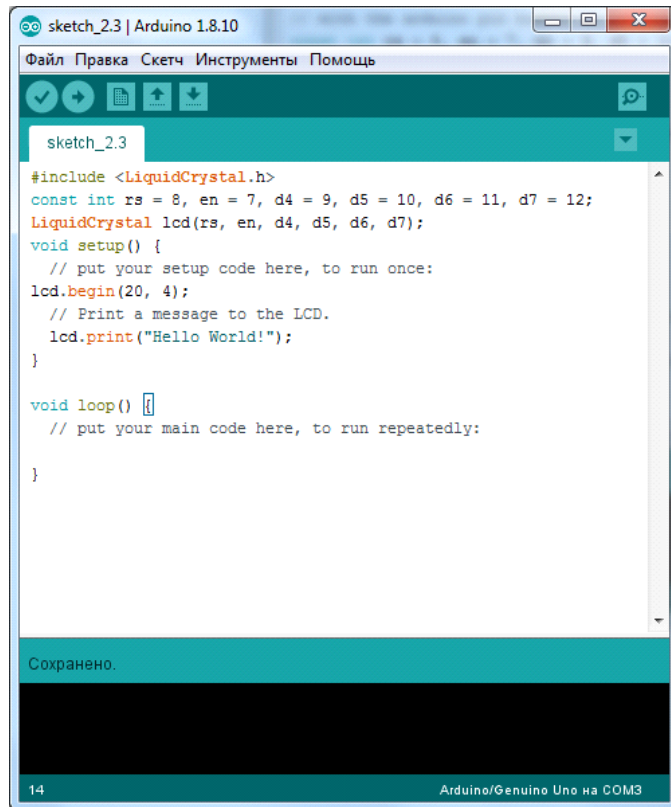 sketch_2.3 | Arduino 1.8.10
Файл Правка Скетч Инструменты Помощь
sketch_2.3
#include <LiquidCrystal.h>
const int rs = 8, en = 7, d4 = 9, d5 = 10, d6 = 11, d7 = 12;
LiquidCrystal lcd(rs, en, d4, d5, d6, d7);
void setup() {
  // put your setup code here, to run once:
lcd.begin(20, 4);
  // Print a message to the LCD.
  lcd.print("Hello World!");
}
void loop() {
  // put your main code here, to run repeatedly:
}
Сохранено.
14 Arduino/Genuino Uno на COM3